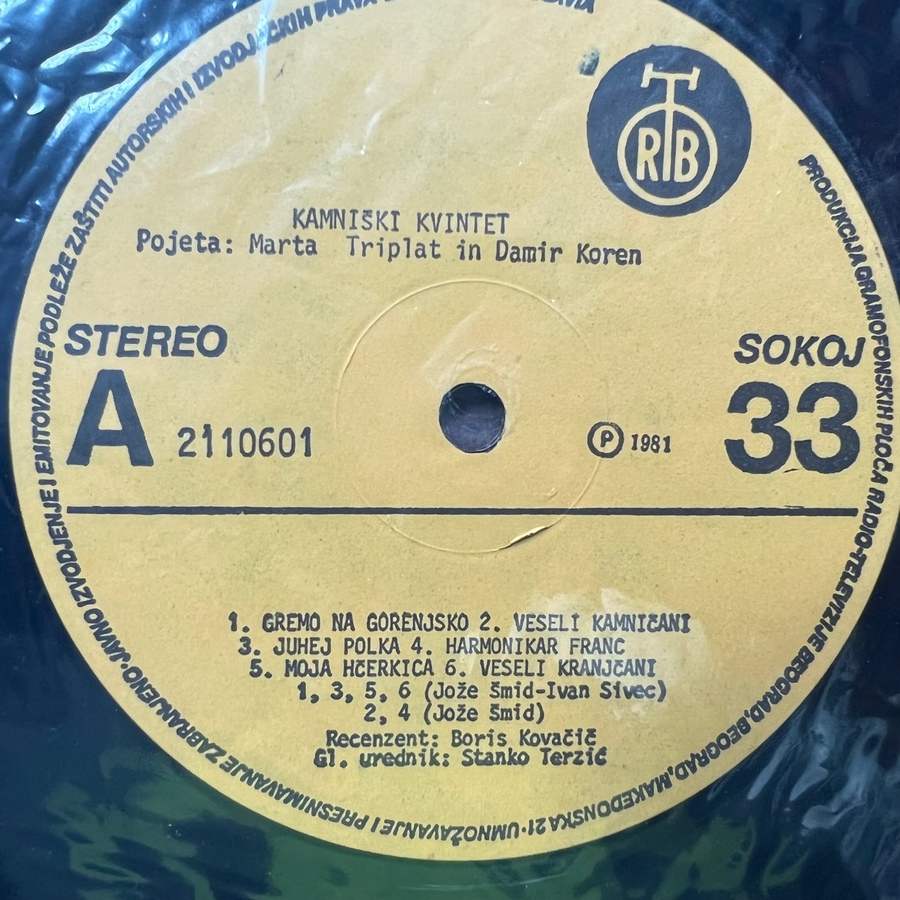 PRODUKCIJA GRAMOFONSKIH PLOČA RADIO-TELEVIZIJE BEOGRAD, BEOGRAD, MAKEDONSKA 21 · UMNOŽAVANJE I PRESNIMAVANJE ZABRANJENO · JAVNO IZVODJENJE I EMITOVANJE PODLEŽE ZAŠTITI AUTORSKIH I IZVODJAČKIH PRAVA
RTB
KAMNIŠKI KVINTET
Pojeta: Marta Triplat in Damir Koren
STEREO
SOKOJ
A 2110601
P 1981
33
1. GREMO NA GORENJSKO 2. VESELI KAMNIČANI
3. JUHEJ POLKA 4. HARMONIKAR FRANC
5. MOJA HČERKICA 6. VESELI KRANJČANI
1, 3, 5, 6 (Jože Šmid-Ivan Sivec)
2, 4 (Jože Šmid)
Recenzent: Boris Kovačič
Gl. urednik: Stanko Terzić